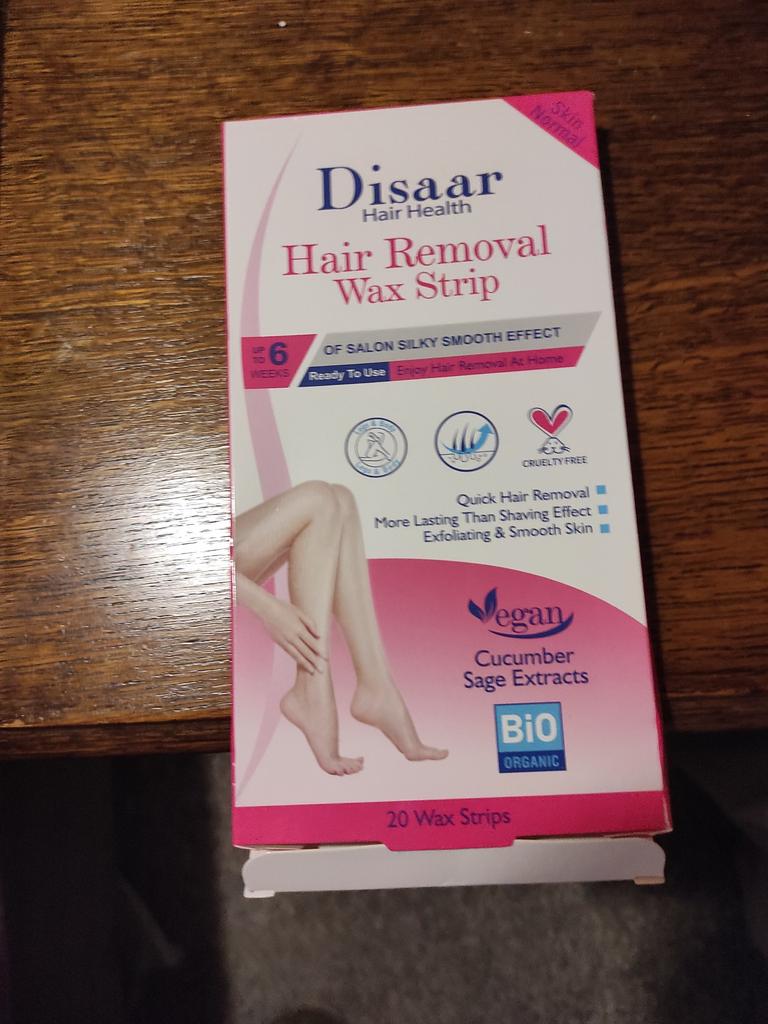 Skin
Normal
Disaar
Hair Health
Hair Removal
Wax Strip
UP
TO 6
WEEKS
OF SALON SILKY SMOOTH EFFECT
Ready To Use Enjoy Hair Removal At Home
CRUELTY FREE
Quick Hair Removal
More Lasting Than Shaving Effect
Exfoliating & Smooth Skin
Vegan
Cucumber
Sage Extracts
BiO
ORGANIC
20 Wax Strips